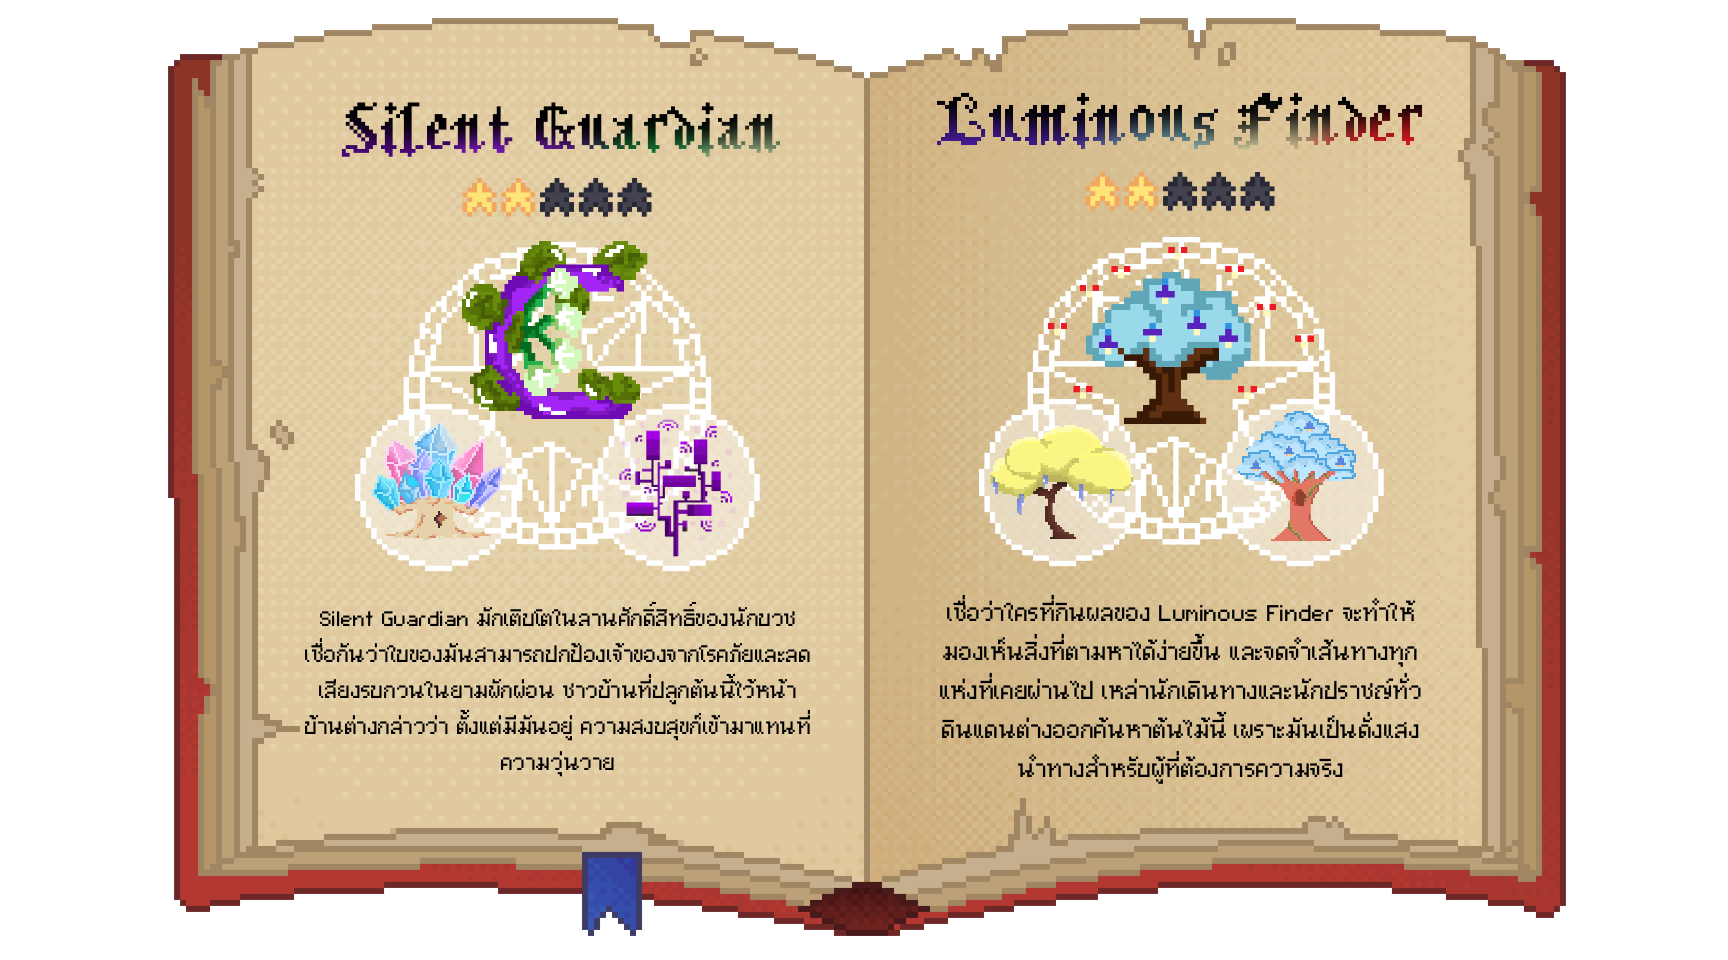 Silent Guardian
Silent Guardian มักเติบโตในลานศักดิ์สิทธิ์ของนักบวช
เชื่อกันว่าใบของมันสามารถปกป้องเจ้าของจากโรคภัยและลด
เสียงรบกวนในยามพักผ่อน ชาวบ้านที่ปลูกต้นนี้ไว้หน้า
บ้านต่างกล่าวว่า ตั้งแต่มีมันอยู่ ความสงบสุขก็เข้ามาแทนที่
ความวุ่นวาย
Luminous Finder
เชื่อว่าใครที่กินผลของ Luminous Finder จะทำให้
มองเห็นสิ่งที่ตามหาได้ง่ายขึ้น และจดจำเส้นทางทุก
แห่งที่เคยผ่านไป เหล่านักเดินทางและนักปราชญ์ทั่ว
ดินแดนต่างออกค้นหาต้นไม้นี้ เพราะมันเป็นดั่งแสง
นำทางสำหรับผู้ที่ต้องการความจริง